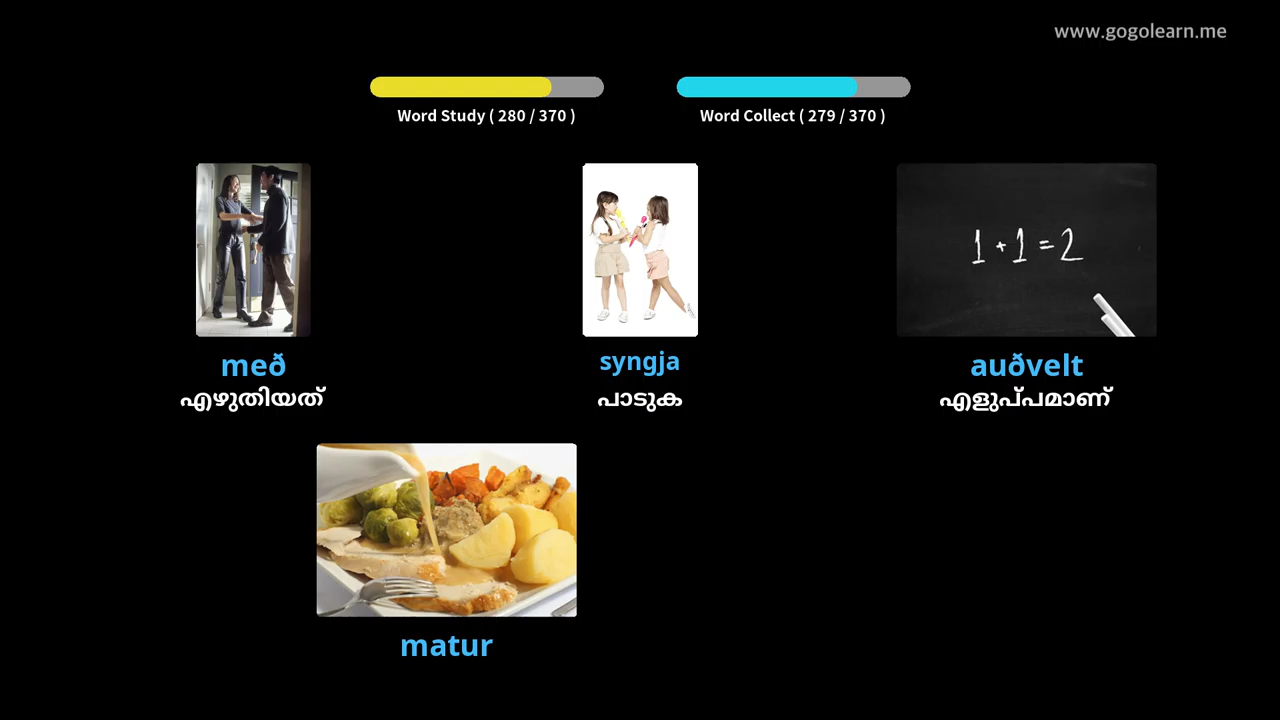 www.gogolearn.me
Word Study ( 280 / 370 )
Word Collect ( 279 / 370 )
1 + 1 = 2
með
എഴുതിയത്
syngja
പാടുക
auðvelt
എളുപ്പമാണ്
matur